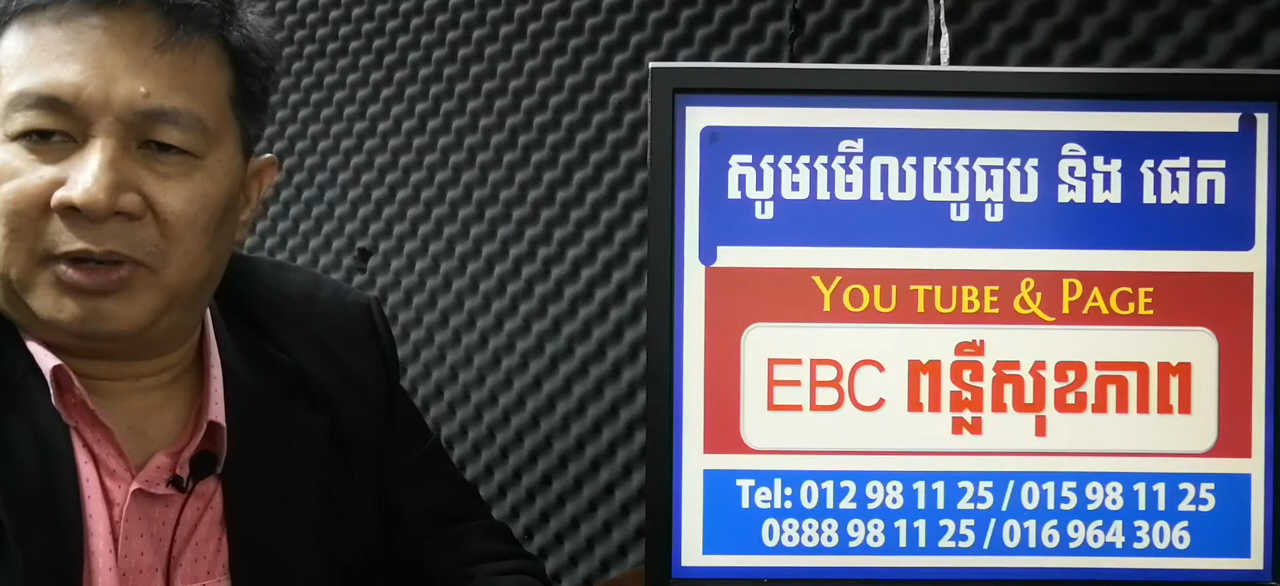 សូមមើលយូធូប និង ផេក
YOU TUBE & PAGE
EBC ពន្លឺសុខភាព
Tel: 012 98 11 25 / 015 98 11 25
0888 98 11 25 / 016 964 306